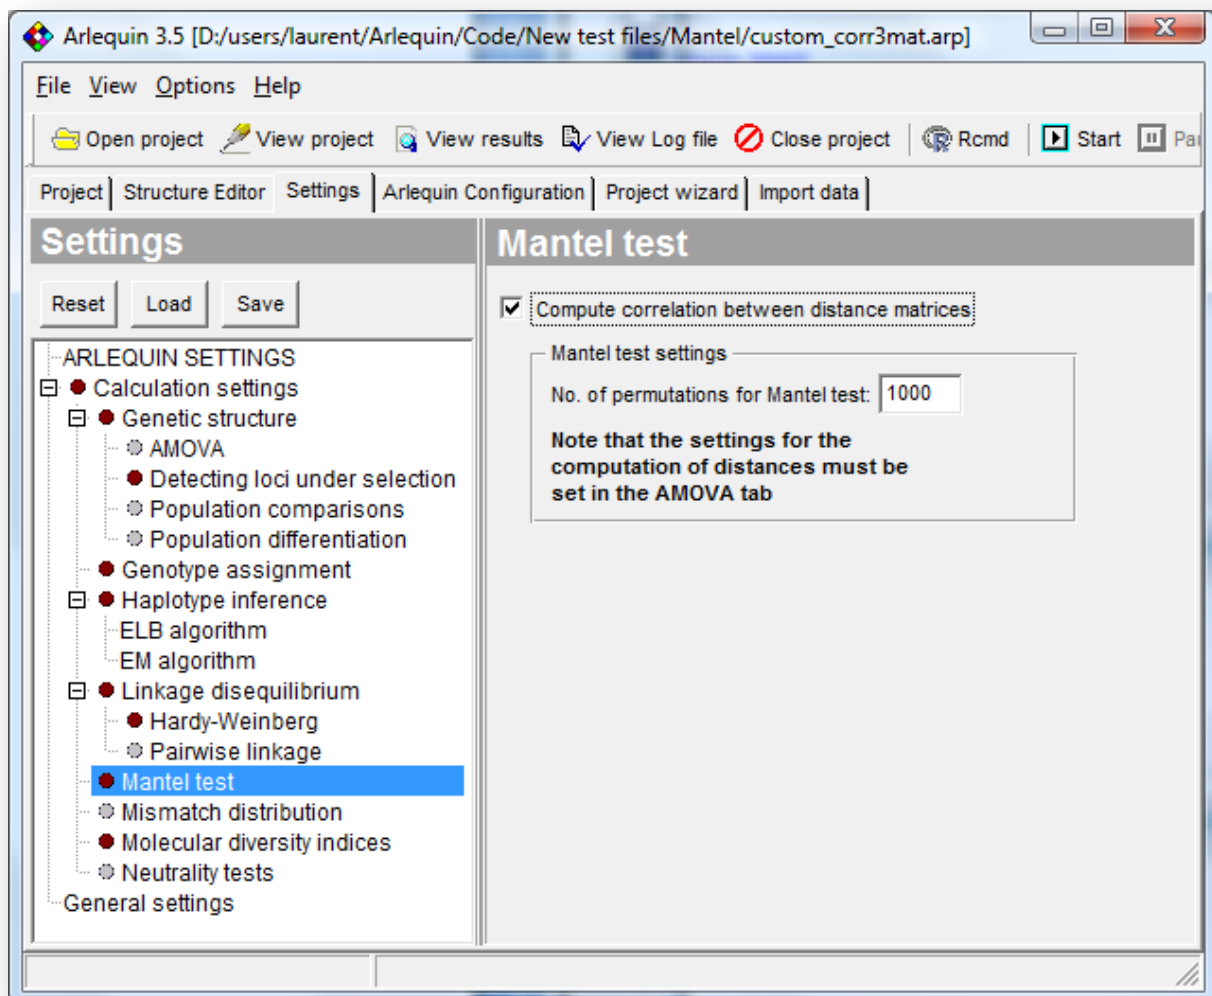 Arlequin 3.5 [D:/users/laurent/Arlequin/Code/New test files/Mantel/custom_corr3mat.arp]
File View Options Help
Open project View project View results View Log file Close project Rcmd Start
Project Structure Editor Settings Arlequin Configuration Project wizard Import data
Settings
Reset Load Save
ARLEQUIN SETTINGS
Calculation settings
Genetic structure
AMOVA
Detecting loci under selection
Population comparisons
Population differentiation
Genotype assignment
Haplotype inference
ELB algorithm
EM algorithm
Linkage disequilibrium
Hardy-Weinberg
Pairwise linkage
Mantel test
Mismatch distribution
Molecular diversity indices
Neutrality tests
General settings
Mantel test
Compute correlation between distance matrices
Mantel test settings
No. of permutations for Mantel test: 1000
Note that the settings for the
computation of distances must be
set in the AMOVA tab